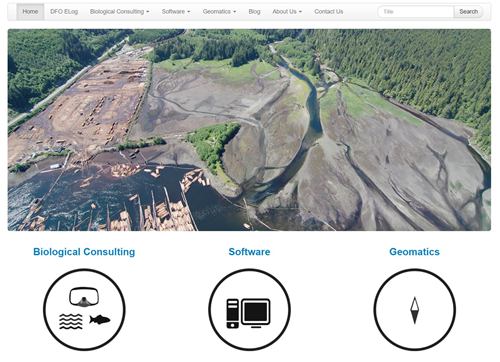 Home DFO ELog Biological Consulting Software Geomatics Blog About Us Contact Us Title Search
Biological Consulting Software Geomatics